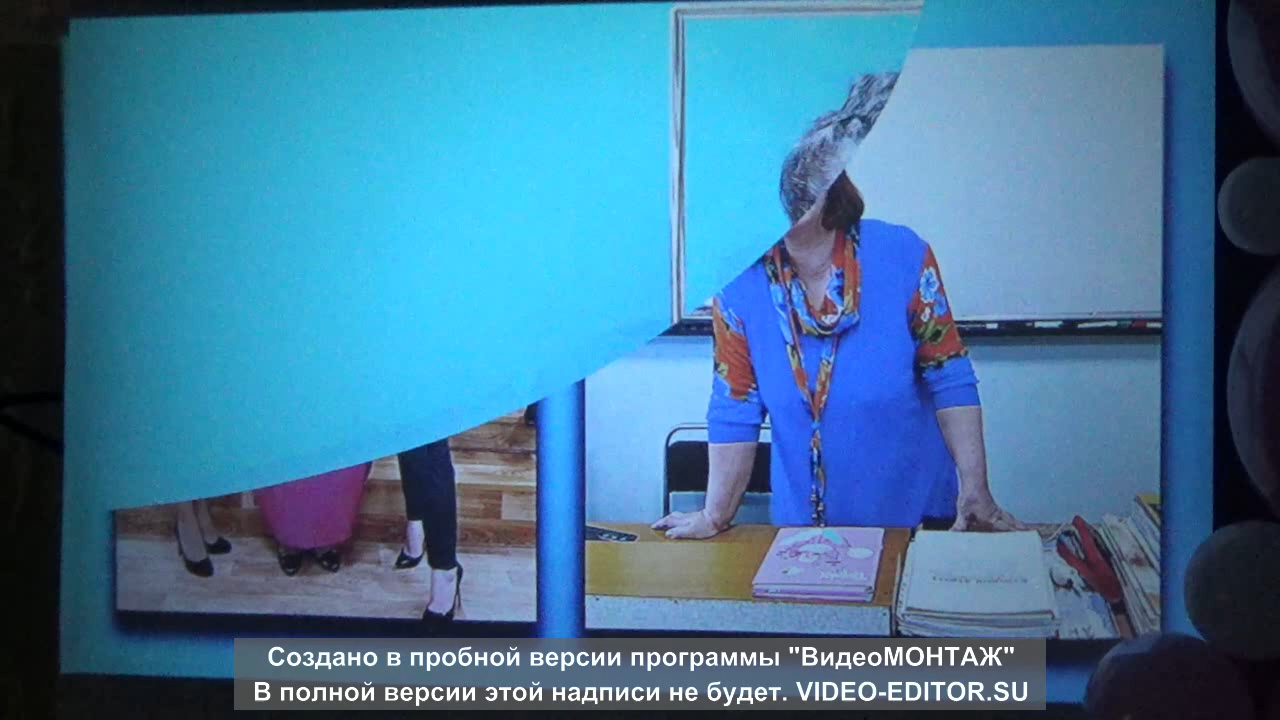 Создано в пробной версии программы "ВидеоМОНТАЖ"
В полной версии этой надписи не будет. VIDEO-EDITOR.SU